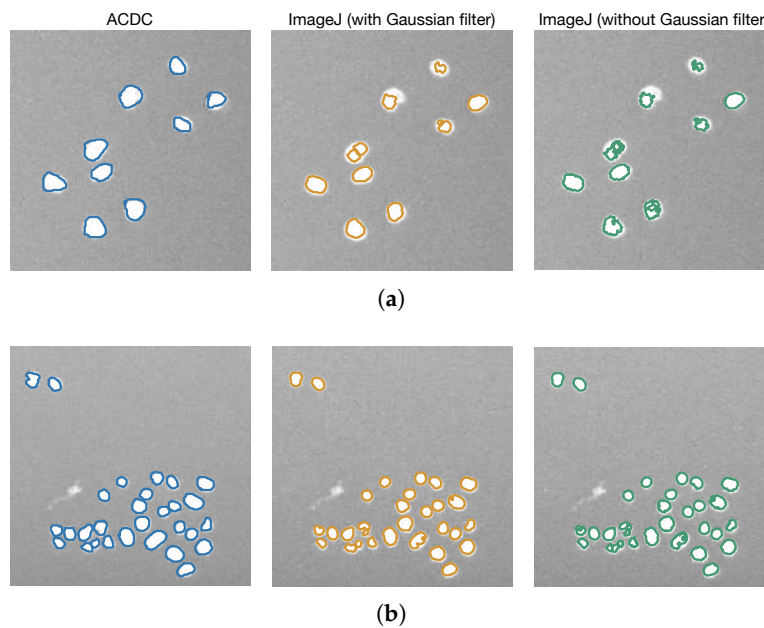 ACDC
ImageJ (with Gaussian filter)
ImageJ (without Gaussian filter
(a)
(b)